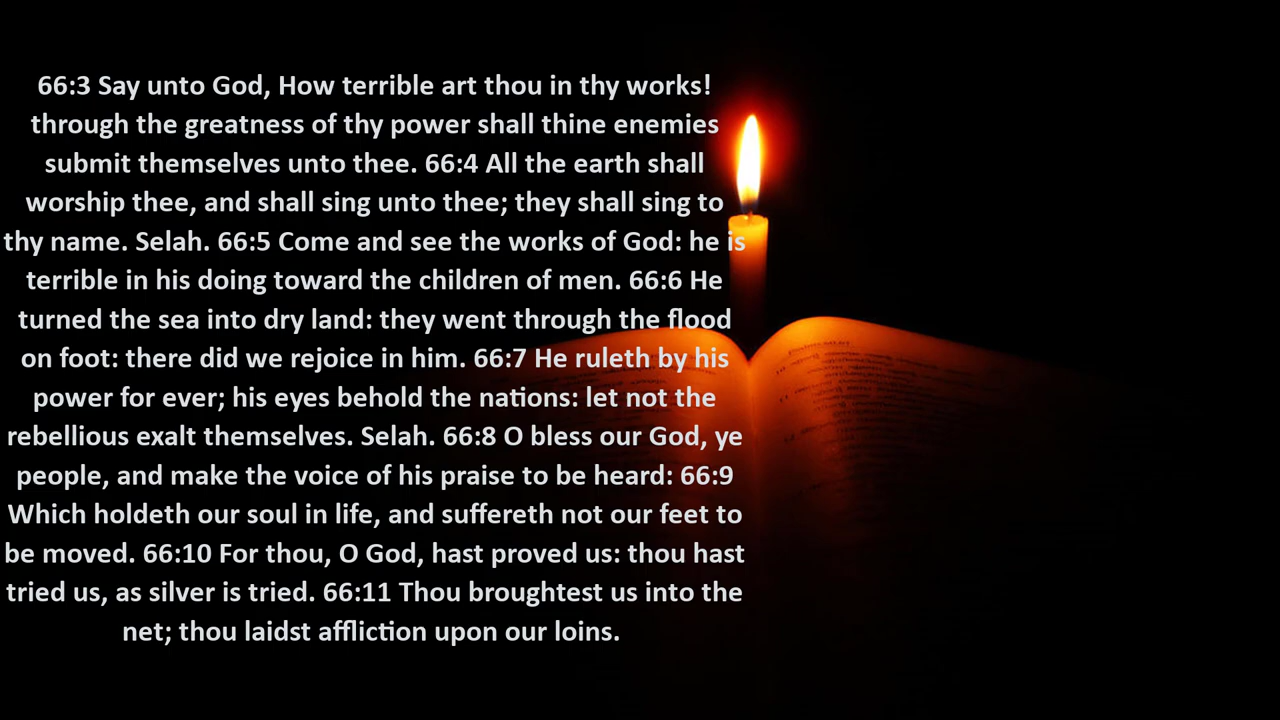 66:3 Say unto God, How terrible art thou in thy works!
through the greatness of thy power shall thine enemies
submit themselves unto thee. 66:4 All the earth shall
worship thee, and shall sing unto thee; they shall sing to
thy name. Selah. 66:5 Come and see the works of God: he is
terrible in his doing toward the children of men. 66:6 He
turned the sea into dry land: they went through the flood
on foot: there did we rejoice in him. 66:7 He ruleth by his
power for ever; his eyes behold the nations: let not the
rebellious exalt themselves. Selah. 66:8 O bless our God, ye
people, and make the voice of his praise to be heard: 66:9
Which holdeth our soul in life, and suffereth not our feet to
be moved. 66:10 For thou, O God, hast proved us: thou hast
tried us, as silver is tried. 66:11 Thou broughtest us into the
net; thou laidst affliction upon our loins.